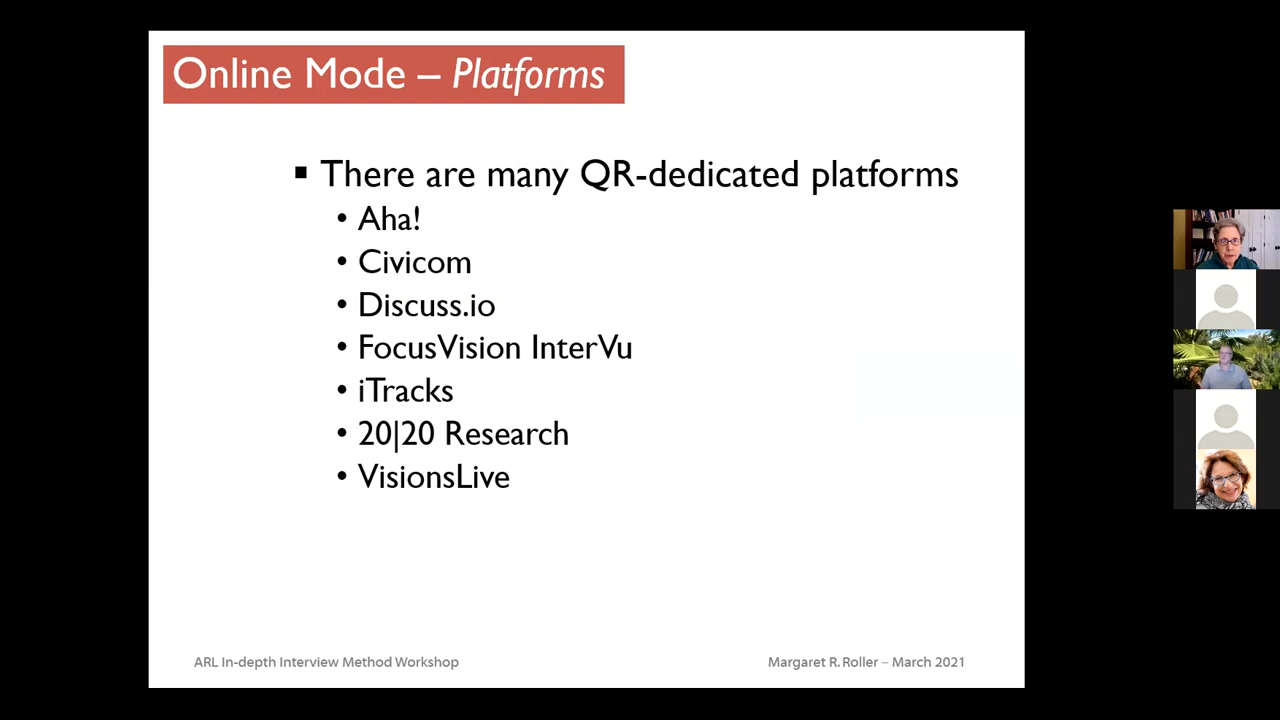 Online Mode – Platforms
▪ There are many QR-dedicated platforms
• Aha!
• Civicom
• Discuss.io
• FocusVision InterVu
• iTracks
• 20|20 Research
• VisionsLive
ARL In-depth Interview Method Workshop
Margaret R. Roller – March 2021